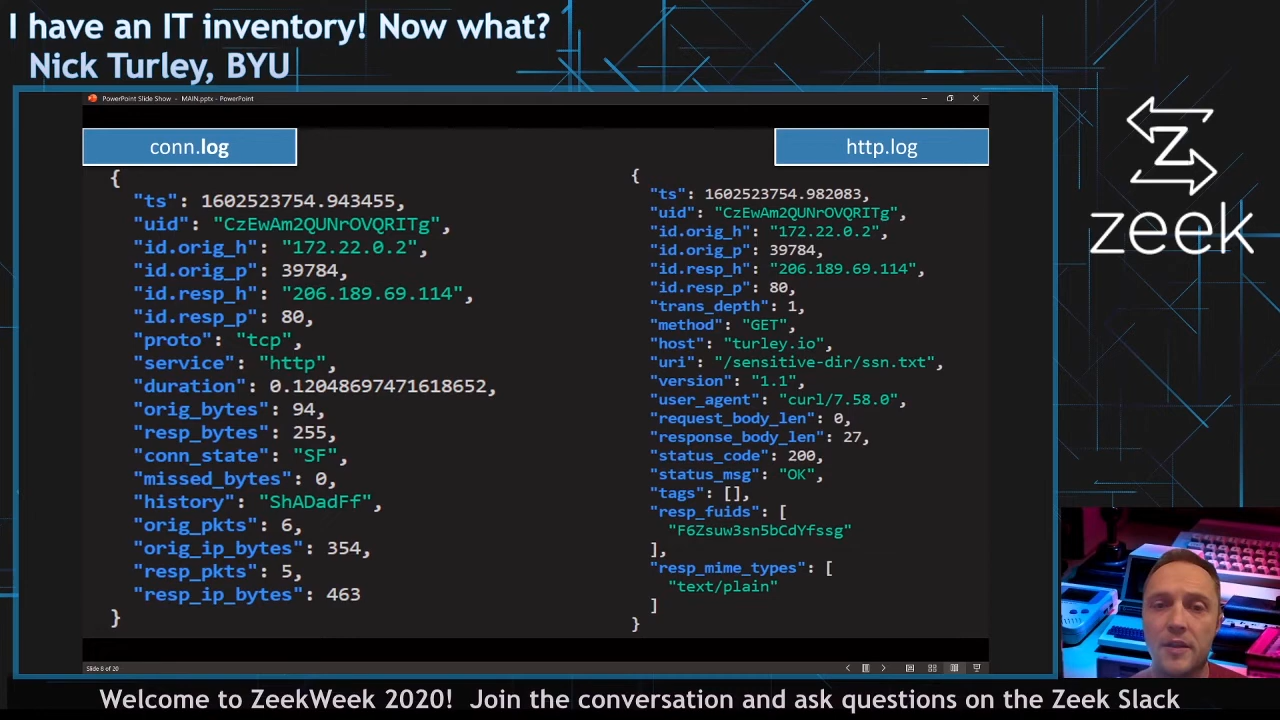 I have an IT inventory! Now what?
Nick Turley, BYU
PowerPoint Slide Show - MAIN.pptx - PowerPoint
conn.log
{
"ts": 1602523754.943455,
"uid": "CzEwAm2QUNrOVQRITg",
"id.orig_h": "172.22.0.2",
"id.orig_p": 39784,
"id.resp_h": "206.189.69.114",
"id.resp_p": 80,
"proto": "tcp",
"service": "http",
"duration": 0.12048697471618652,
"orig_bytes": 94,
"resp_bytes": 255,
"conn_state": "SF",
"missed_bytes": 0,
"history": "ShADadFf",
"orig_pkts": 6,
"orig_ip_bytes": 354,
"resp_pkts": 5,
"resp_ip_bytes": 463
}
http.log
{
"ts": 1602523754.982083,
"uid": "CzEwAm2QUNrOVQRITg",
"id.orig_h": "172.22.0.2",
"id.orig_p": 39784,
"id.resp_h": "206.189.69.114",
"id.resp_p": 80,
"trans_depth": 1,
"method": "GET",
"host": "turley.io",
"uri": "/sensitive-dir/ssn.txt",
"version": "1.1",
"user_agent": "curl/7.58.0",
"request_body_len": 0,
"response_body_len": 27,
"status_code": 200,
"status_msg": "OK",
"tags": [],
"resp_fuids": [
"F6Zsuw3sn5bCdYfssg"
],
"resp_mime_types": [
"text/plain"
]
}
Slide 8 of 20
Z
zeek
Welcome to ZeekWeek 2020! Join the conversation and ask questions on the Zeek Slack